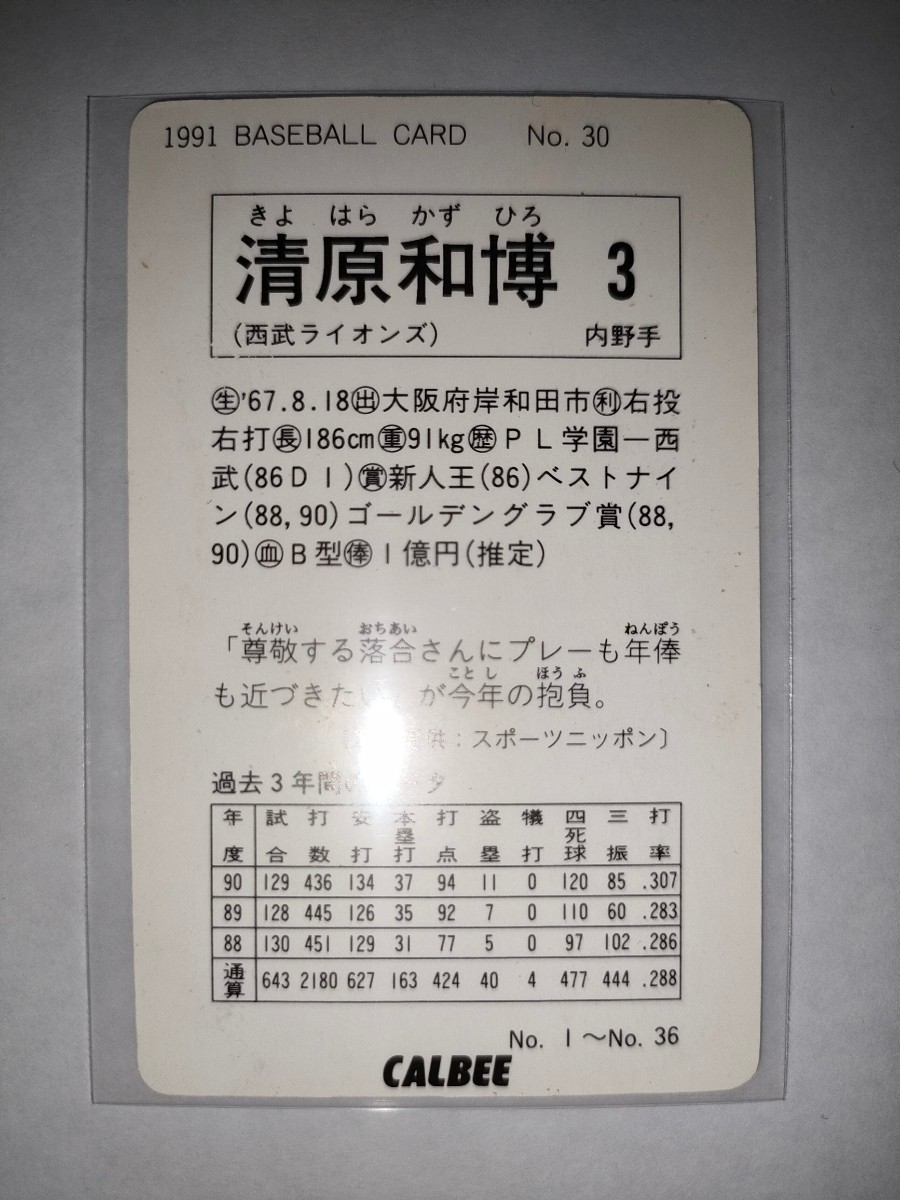 1991 BASEBALL CARD No. 30
きよ はら かず ひろ
清原和博 3
(西武ライオンズ) 内野手
㊤'67.8.18㊓大阪府岸和田市㊒右投
右打㊐186cm㊑91kg㊔PL学園―西
武(86D1)㊕新人王(86)ベストナイ
ン(88,90)ゴールデングラブ賞(88,
90)血B型俸1億円(推定)
そんけい おちあい ねんぽう
「尊敬する落合さんにプレーも年俸
ことし ほうふ
も近づきた が今年の抱負。
供:スポーツニッポン〕
過去3年間 タ
年度 試合 打数 安打 本塁打 打点 盗塁 犠打 四死球 三振 打率
90 129 436 134 37 94 11 0 120 85 .307
89 128 445 126 35 92 7 0 110 60 .283
88 130 451 129 31 77 5 0 97 102 .286
通算 643 2180 627 163 424 40 4 477 444 .288
No. 1～No. 36
CALBEE